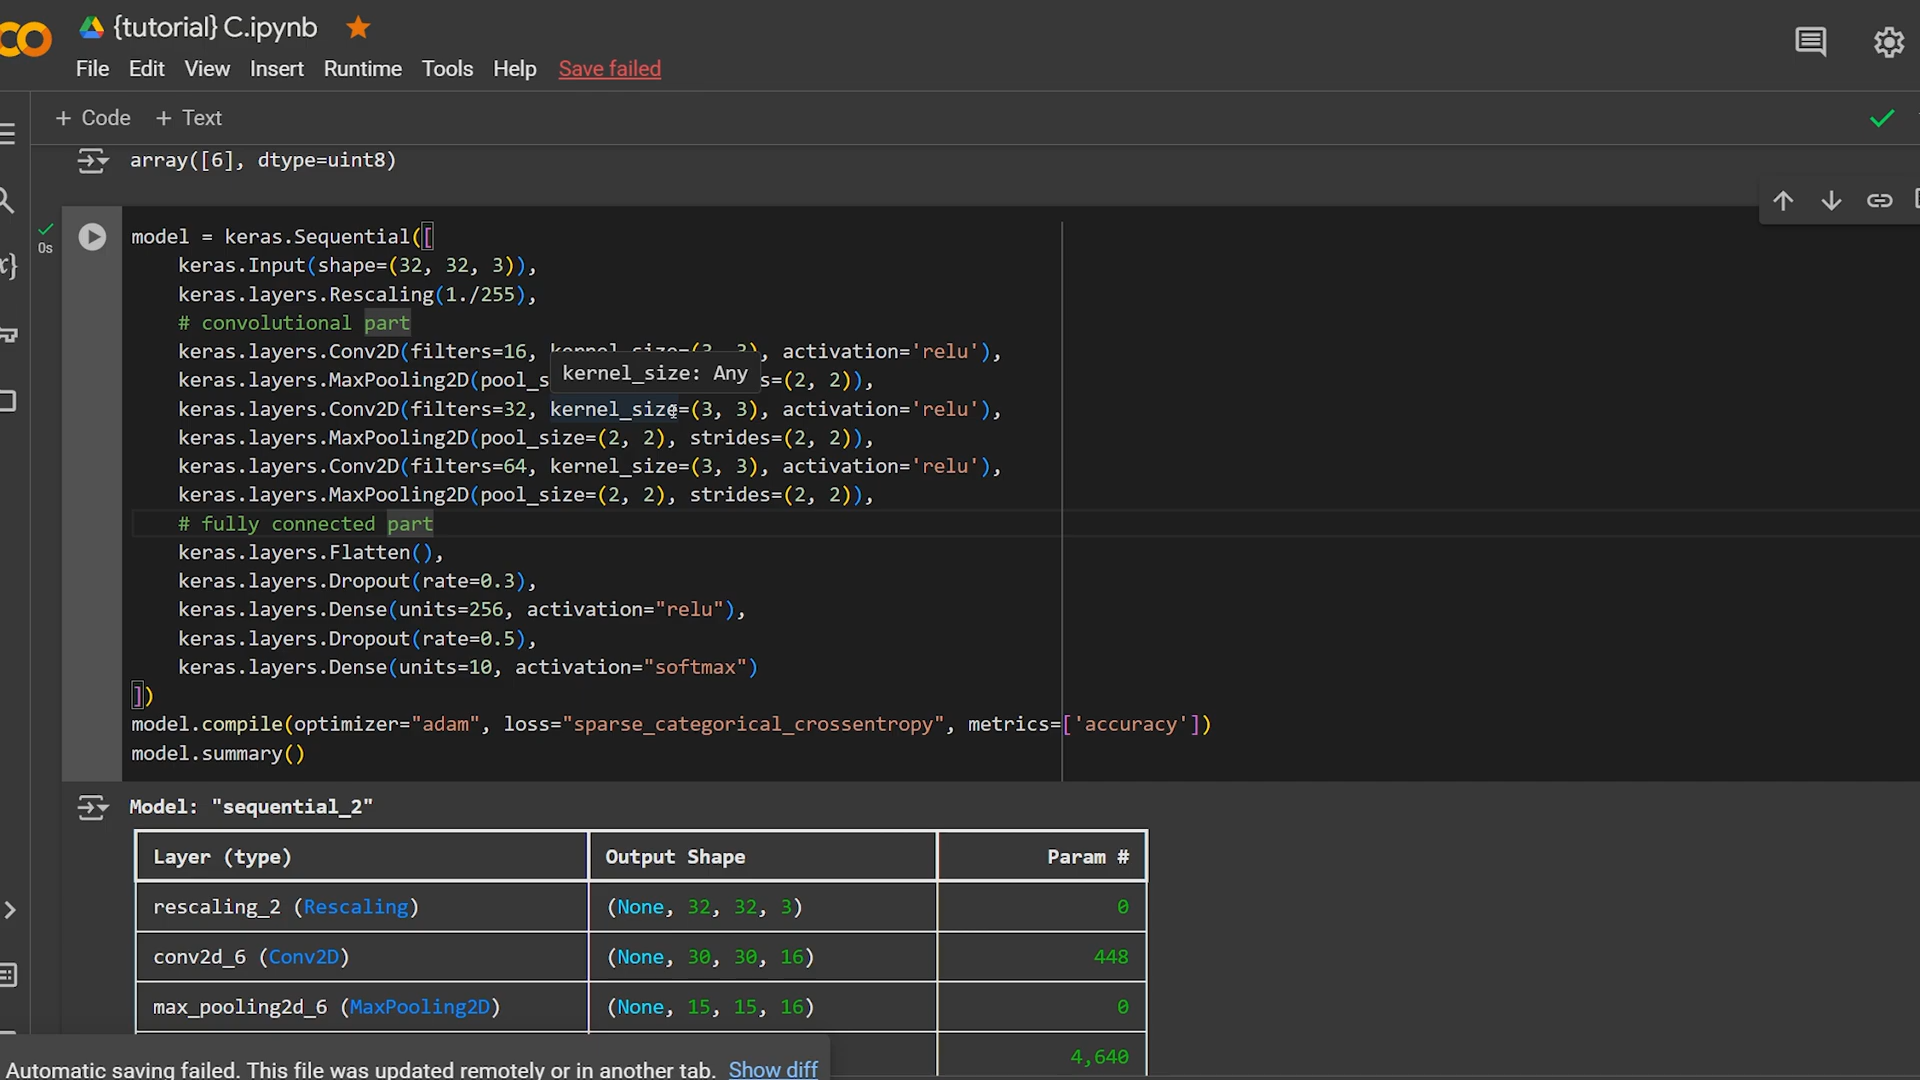 {tutorial} C.ipynb
File Edit View Insert Runtime Tools Help Save failed
+ Code + Text
array([6], dtype=uint8)
0s
model = keras.Sequential([
    keras.Input(shape=(32, 32, 3)),
    keras.layers.Rescaling(1./255),
    # convolutional part
    keras.layers.Conv2D(filters=16, kernel_size=(3, 3), activation='relu'),
kernel_size: Any
    keras.layers.MaxPooling2D(pool_s s=(2, 2)),
    keras.layers.Conv2D(filters=32, kernel_size=(3, 3), activation='relu'),
    keras.layers.MaxPooling2D(pool_size=(2, 2), strides=(2, 2)),
    keras.layers.Conv2D(filters=64, kernel_size=(3, 3), activation='relu'),
    keras.layers.MaxPooling2D(pool_size=(2, 2), strides=(2, 2)),
    # fully connected part
    keras.layers.Flatten(),
    keras.layers.Dropout(rate=0.3),
    keras.layers.Dense(units=256, activation="relu"),
    keras.layers.Dropout(rate=0.5),
    keras.layers.Dense(units=10, activation="softmax")
])
model.compile(optimizer="adam", loss="sparse_categorical_crossentropy", metrics=['accuracy'])
model.summary()
Model: "sequential_2"
Layer (type) Output Shape Param #
rescaling_2 (Rescaling) (None, 32, 32, 3) 0
conv2d_6 (Conv2D) (None, 30, 30, 16) 448
max_pooling2d_6 (MaxPooling2D) (None, 15, 15, 16) 0
4,640
Automatic saving failed. This file was updated remotely or in another tab. Show diff